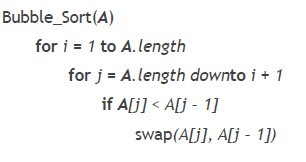 Bubble_Sort(A)
for i = 1 to A.length
for j = A.length downto i + 1
if A[j] < A[j - 1]
swap(A[j], A[j - 1])